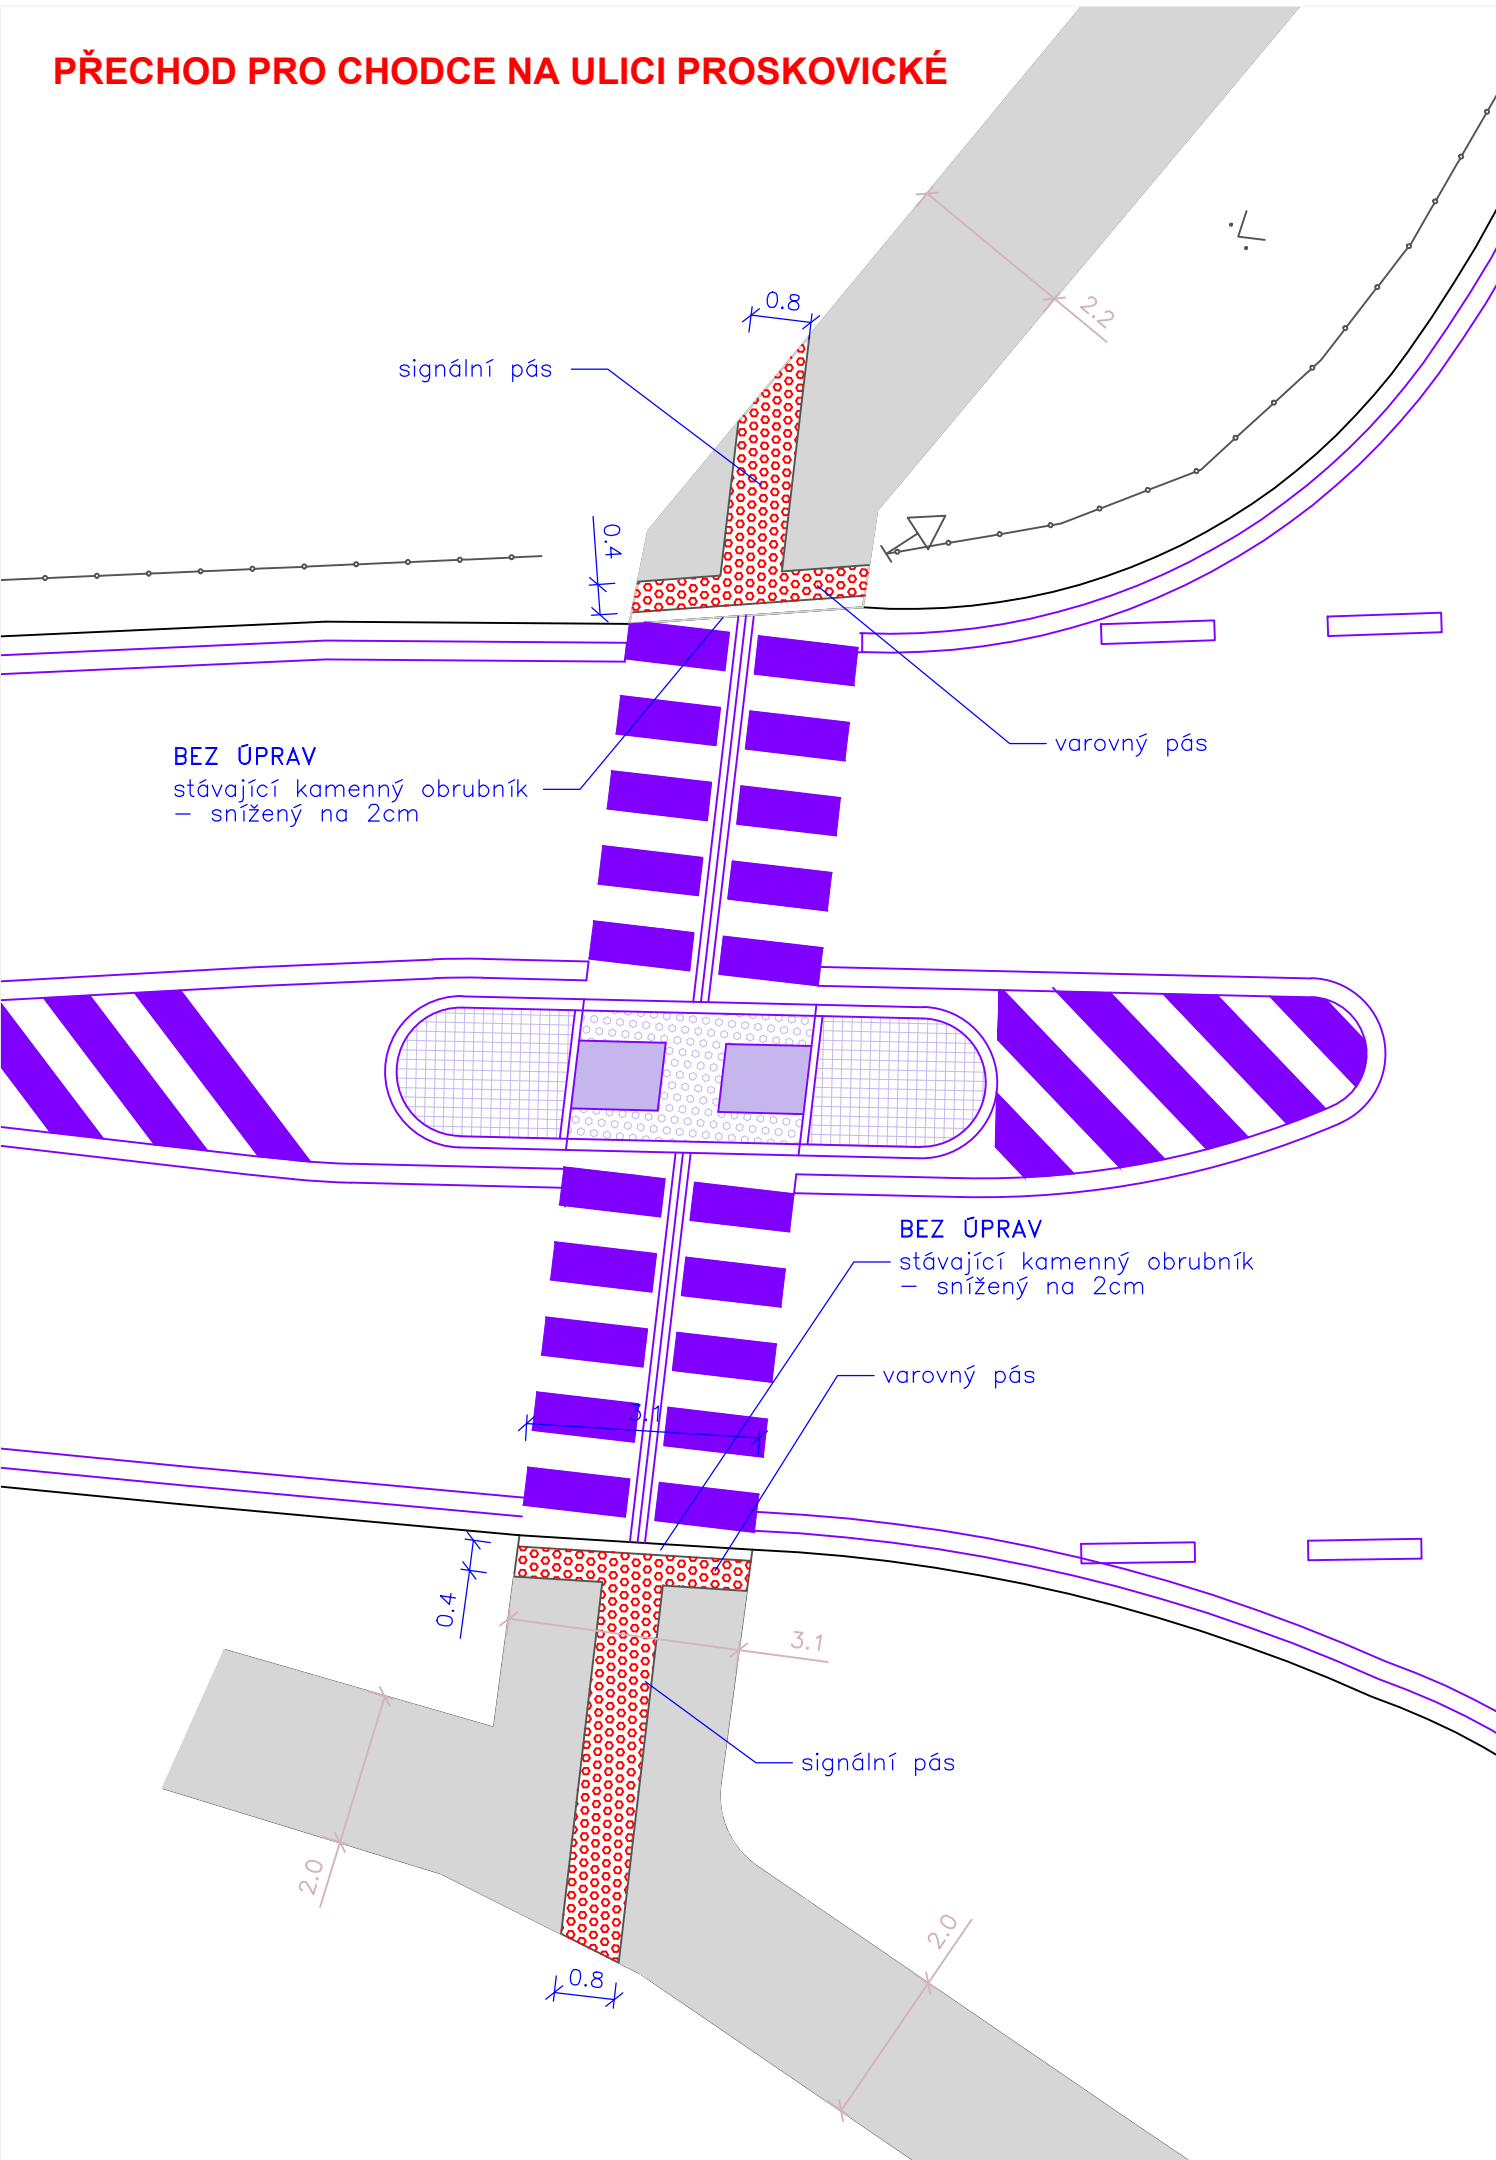 PŘECHOD PRO CHODCE NA ULICI PROSKOVICKÉ
0.8
2.2
signální pás
0.4
BEZ ÚPRAV
stávající kamenný obrubník
– snížený na 2cm
varovný pás
BEZ ÚPRAV
stávající kamenný obrubník
– snížený na 2cm
varovný pás
3.1
0.4
3.1
signální pás
2.0
2.0
0.8